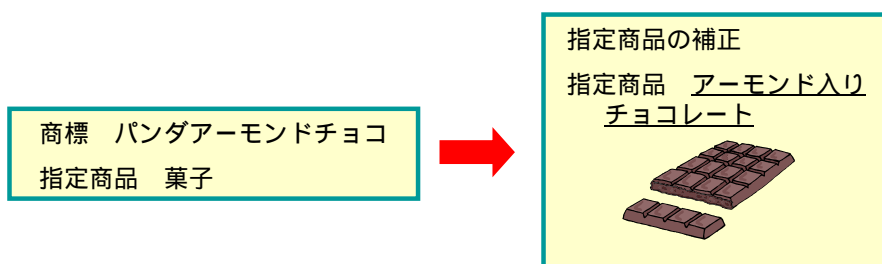 商標　パンダアーモンドチョコ
指定商品　菓子
指定商品の補正
指定商品　アーモンド入り
チョコレート